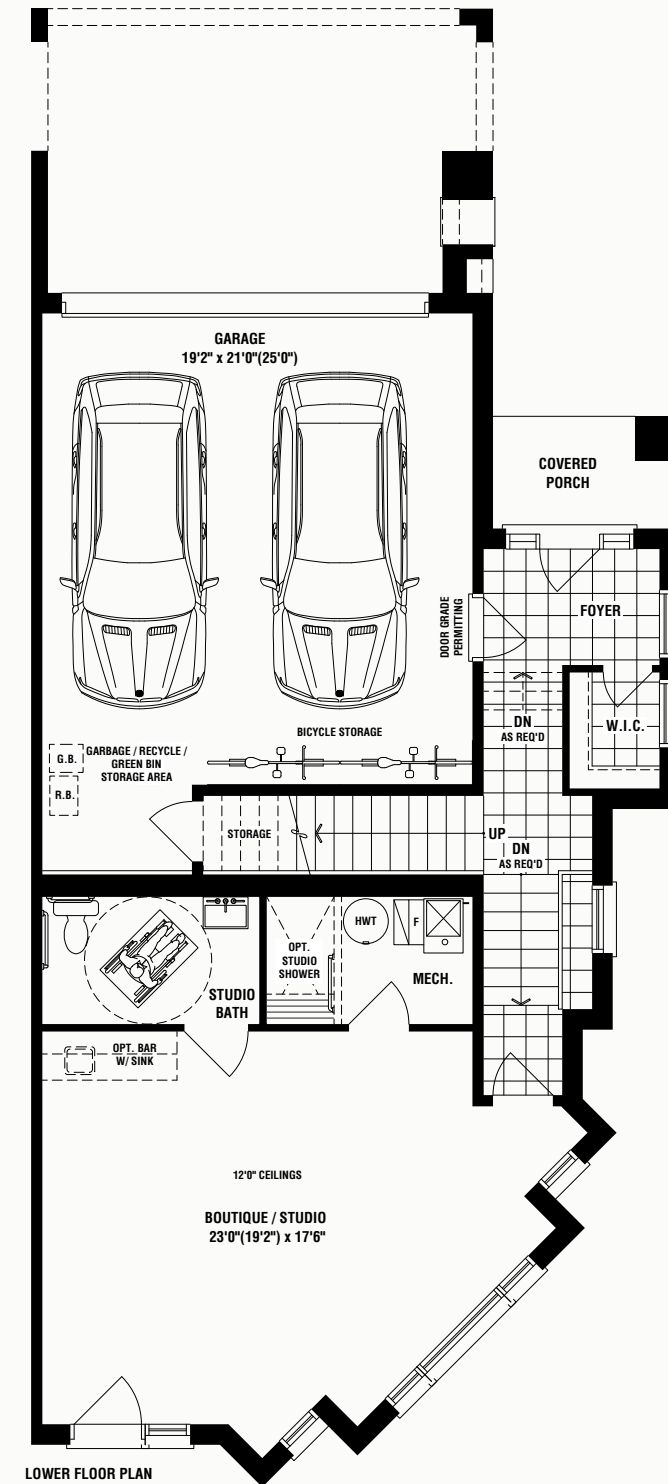 GARAGE
19'2" x 21'0"(25'0")
COVERED
PORCH
DOOR GRADE
PERMITTING
FOYER
W.I.C.
DN
AS REQ'D
BICYCLE STORAGE
G.B.
R.B.
GARBAGE / RECYCLE /
GREEN BIN
STORAGE AREA
STORAGE
UP
DN
AS REQ'D
HWT
F
OPT.
STUDIO
SHOWER
MECH.
STUDIO
BATH
OPT. BAR
W/ SINK
12'0" CEILINGS
BOUTIQUE / STUDIO
23'0"(19'2") x 17'6"
LOWER FLOOR PLAN